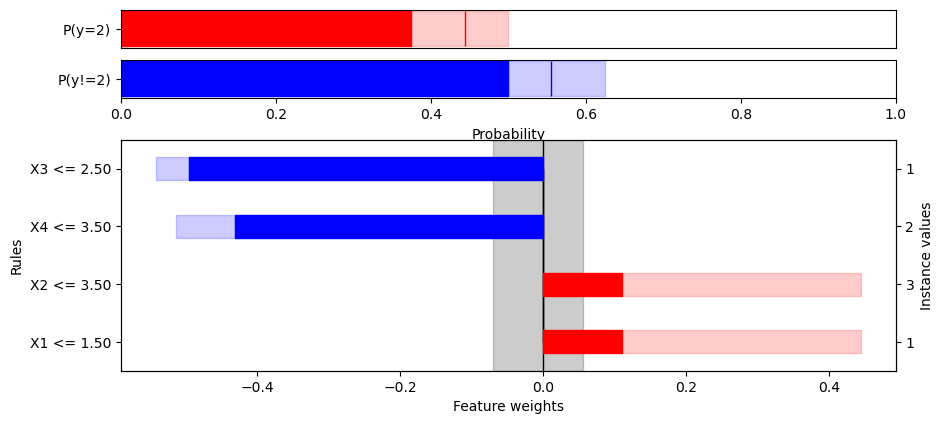 P(y=2)
P(y!=2)
0.0 0.2 0.4 0.6 0.8 1.0
Probability
X3 <= 2.50 1
X4 <= 3.50 2
X2 <= 3.50 3
X1 <= 1.50 1
Rules
Instance values
−0.4 −0.2 0.0 0.2 0.4
Feature weights